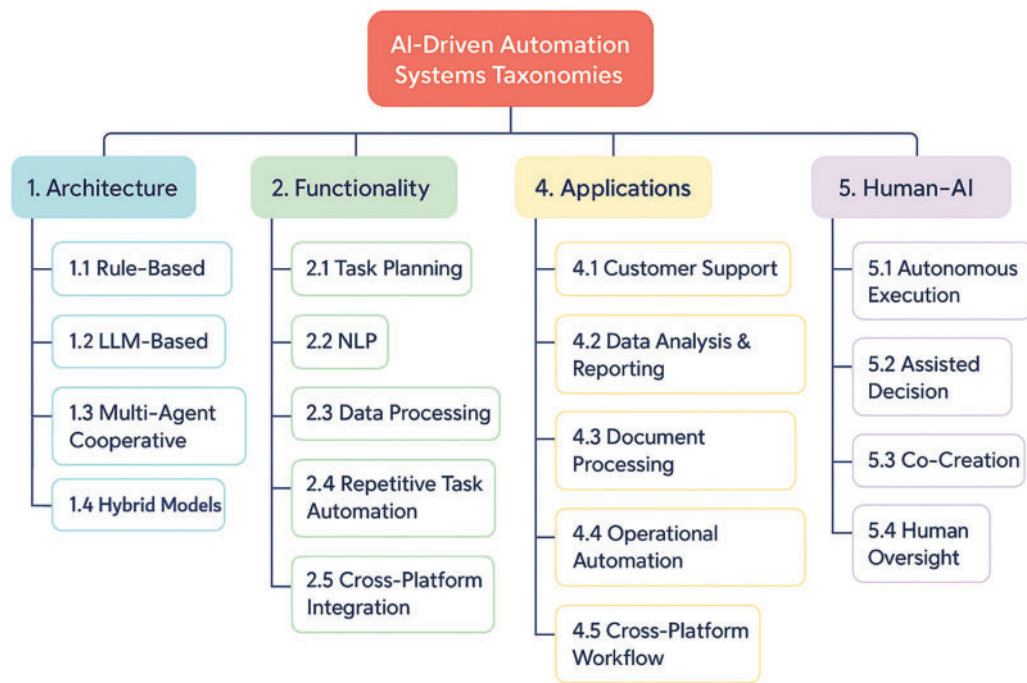 AI-Driven Automation
Systems Taxonomies
1. Architecture
1.1 Rule-Based
1.2 LLM-Based
1.3 Multi-Agent
Cooperative
1.4 Hybrid Models
2. Functionality
2.1 Task Planning
2.2 NLP
2.3 Data Processing
2.4 Repetitive Task
Automation
2.5 Cross-Platform
Integration
4. Applications
4.1 Customer Support
4.2 Data Analysis &
Reporting
4.3 Document
Processing
4.4 Operational
Automation
4.5 Cross-Platform
Workflow
5. Human–AI
5.1 Autonomous
Execution
5.2 Assisted
Decision
5.3 Co-Creation
5.4 Human
Oversight